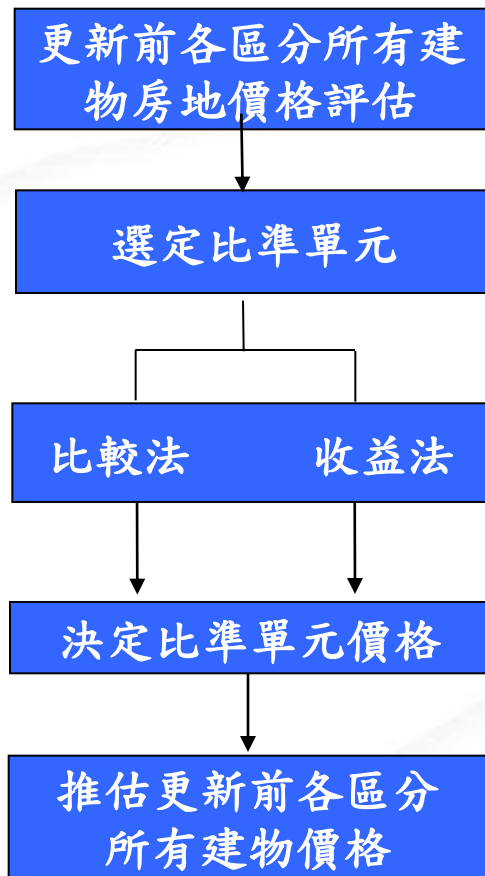 更新前各區分所有建
物房地價格評估
選定比準單元
比較法 收益法
決定比準單元價格
推估更新前各區分
所有建物價格